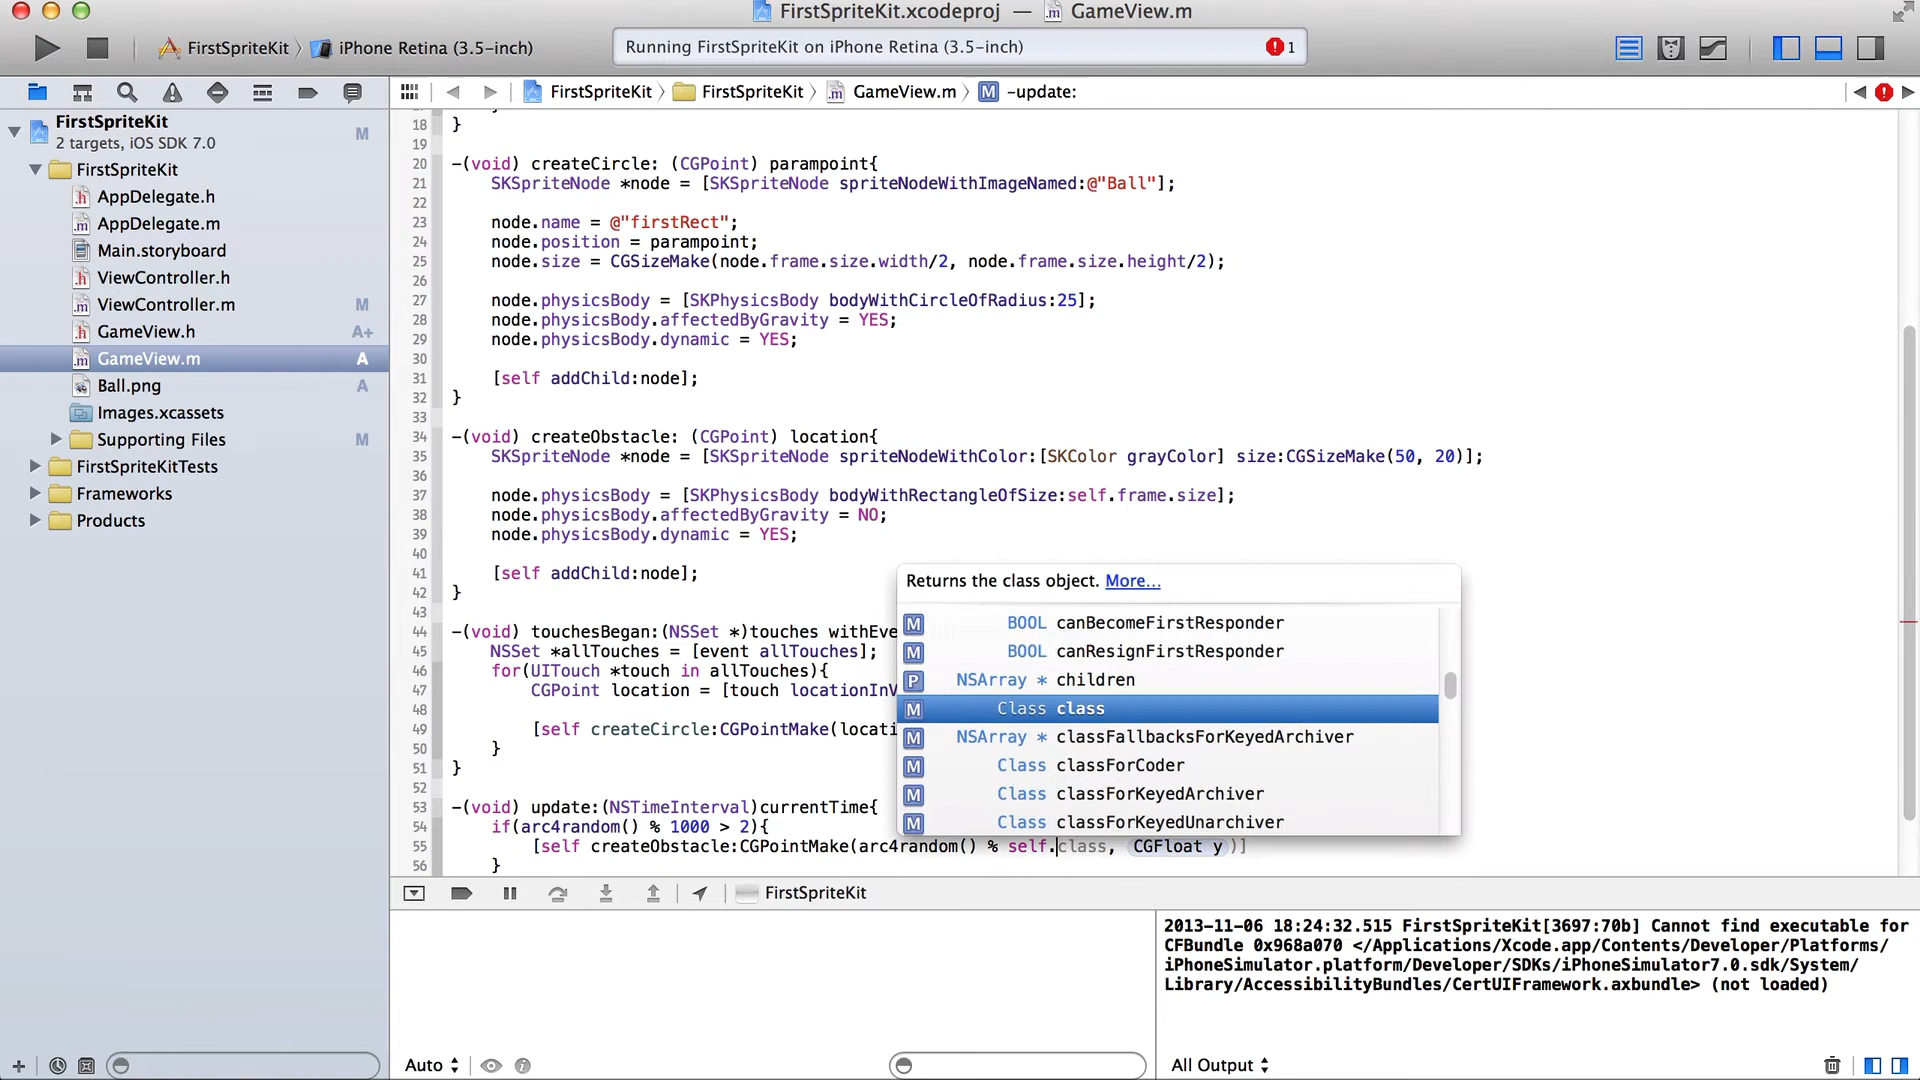 FirstSpriteKit.xcodeproj — GameView.m
FirstSpriteKit iPhone Retina (3.5-inch)
Running FirstSpriteKit on iPhone Retina (3.5-inch) 1
FirstSpriteKit FirstSpriteKit GameView.m M -update:
FirstSpriteKit M
2 targets, iOS SDK 7.0
FirstSpriteKit
AppDelegate.h
AppDelegate.m
Main.storyboard
ViewController.h
ViewController.m M
GameView.h A+
GameView.m A
Ball.png A
Images.xcassets
Supporting Files M
FirstSpriteKitTests
Frameworks
Products
18 }
19
20 -(void) createCircle: (CGPoint) parampoint{
21 SKSpriteNode *node = [SKSpriteNode spriteNodeWithImageNamed:@"Ball"];
22
23 node.name = @"firstRect";
24 node.position = parampoint;
25 node.size = CGSizeMake(node.frame.size.width/2, node.frame.size.height/2);
26
27 node.physicsBody = [SKPhysicsBody bodyWithCircleOfRadius:25];
28 node.physicsBody.affectedByGravity = YES;
29 node.physicsBody.dynamic = YES;
30
31 [self addChild:node];
32 }
33
34 -(void) createObstacle: (CGPoint) location{
35 SKSpriteNode *node = [SKSpriteNode spriteNodeWithColor:[SKColor grayColor] size:CGSizeMake(50, 20)];
36
37 node.physicsBody = [SKPhysicsBody bodyWithRectangleOfSize:self.frame.size];
38 node.physicsBody.affectedByGravity = NO;
39 node.physicsBody.dynamic = YES;
40
41 [self addChild:node];
42 }
43
44 -(void) touchesBegan:(NSSet *)touches withEve
45 NSSet *allTouches = [event allTouches];
46 for(UITouch *touch in allTouches){
47 CGPoint location = [touch locationInV
48
49 [self createCircle:CGPointMake(locati
50 }
51 }
52
53 -(void) update:(NSTimeInterval)currentTime{
54 if(arc4random() % 1000 > 2){
55 [self createObstacle:CGPointMake(arc4random() % self.class, CGFloat y)]
56 }
Returns the class object. More...
M BOOL canBecomeFirstResponder
M BOOL canResignFirstResponder
P NSArray * children
M Class class
M NSArray * classFallbacksForKeyedArchiver
M Class classForCoder
M Class classForKeyedArchiver
M Class classForKeyedUnarchiver
FirstSpriteKit
2013-11-06 18:24:32.515 FirstSpriteKit[3697:70b] Cannot find executable for
CFBundle 0x968a070 </Applications/Xcode.app/Contents/Developer/Platforms/
iPhoneSimulator.platform/Developer/SDKs/iPhoneSimulator7.0.sdk/System/
Library/AccessibilityBundles/CertUIFramework.axbundle> (not loaded)
Auto
All Output